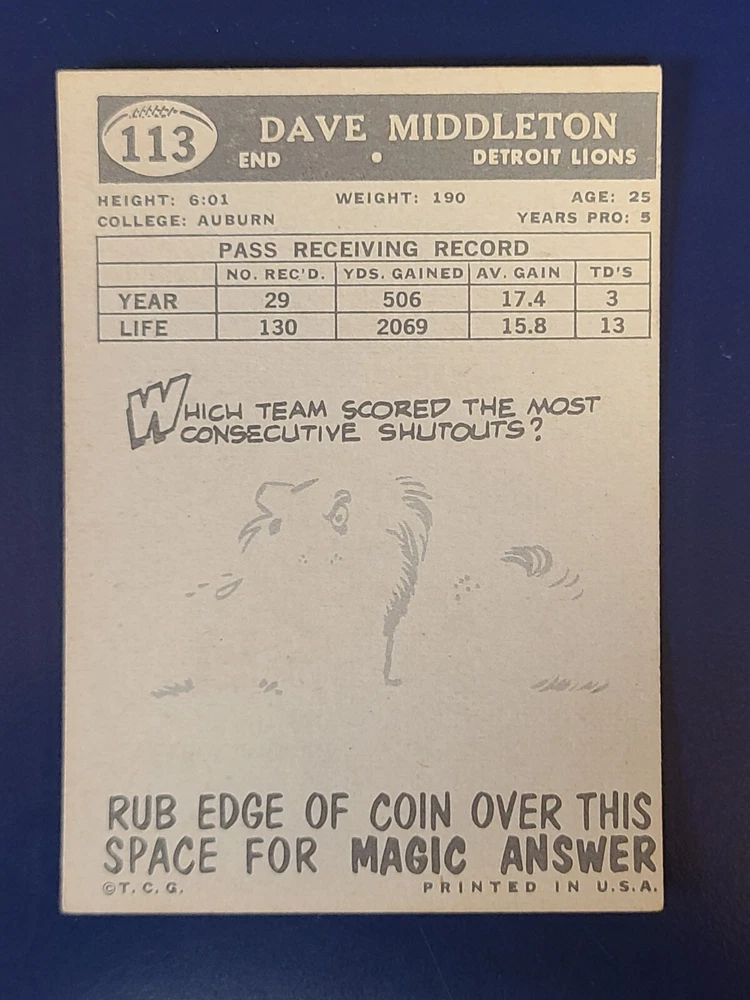 113
DAVE MIDDLETON
END • DETROIT LIONS
HEIGHT: 6:01 WEIGHT: 190 AGE: 25
COLLEGE: AUBURN YEARS PRO: 5
PASS RECEIVING RECORD
NO. REC'D. YDS. GAINED AV. GAIN TD'S
YEAR 29 506 17.4 3
LIFE 130 2069 15.8 13
WHICH TEAM SCORED THE MOST
CONSECUTIVE SHUTOUTS?
RUB EDGE OF COIN OVER THIS
SPACE FOR MAGIC ANSWER
©T. C. G. PRINTED IN U.S.A.